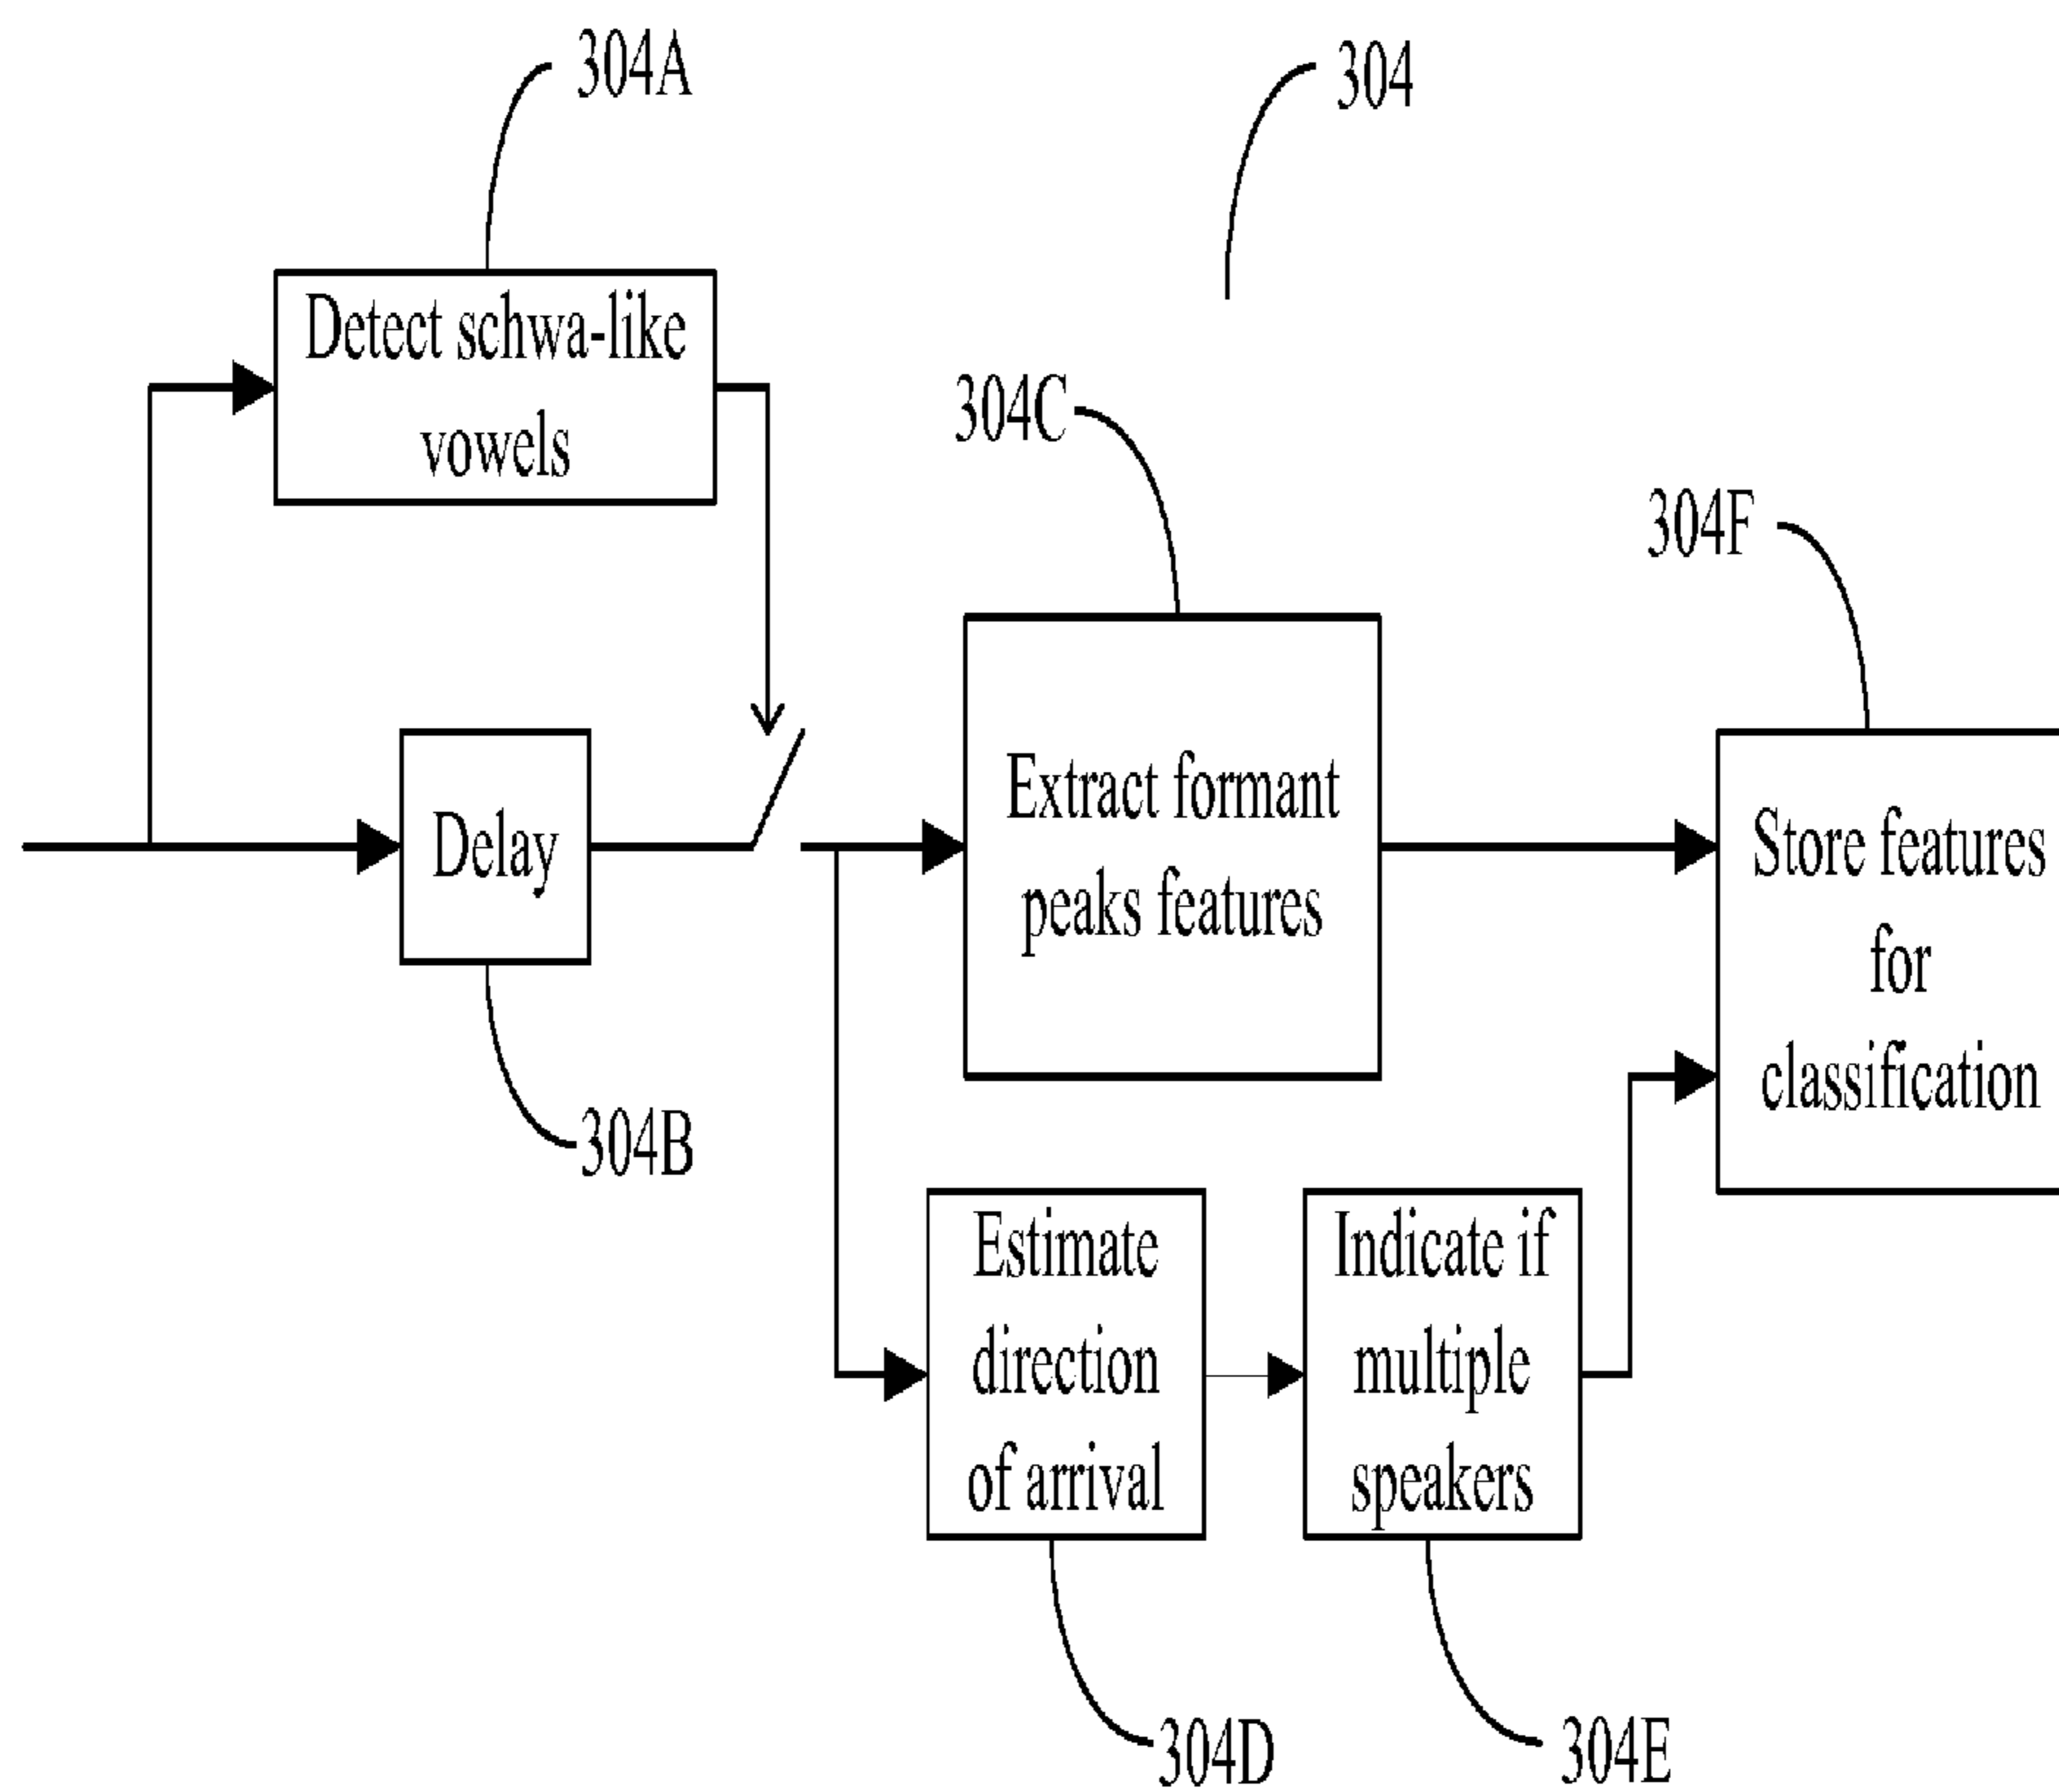 304A
304
Detect schwa-like
vowels
304C
304F
Delay
Extract formant
peaks features
Store features
for
classification
304B
Estimate
direction
of arrival
Indicate if
multiple
speakers
304D
304E